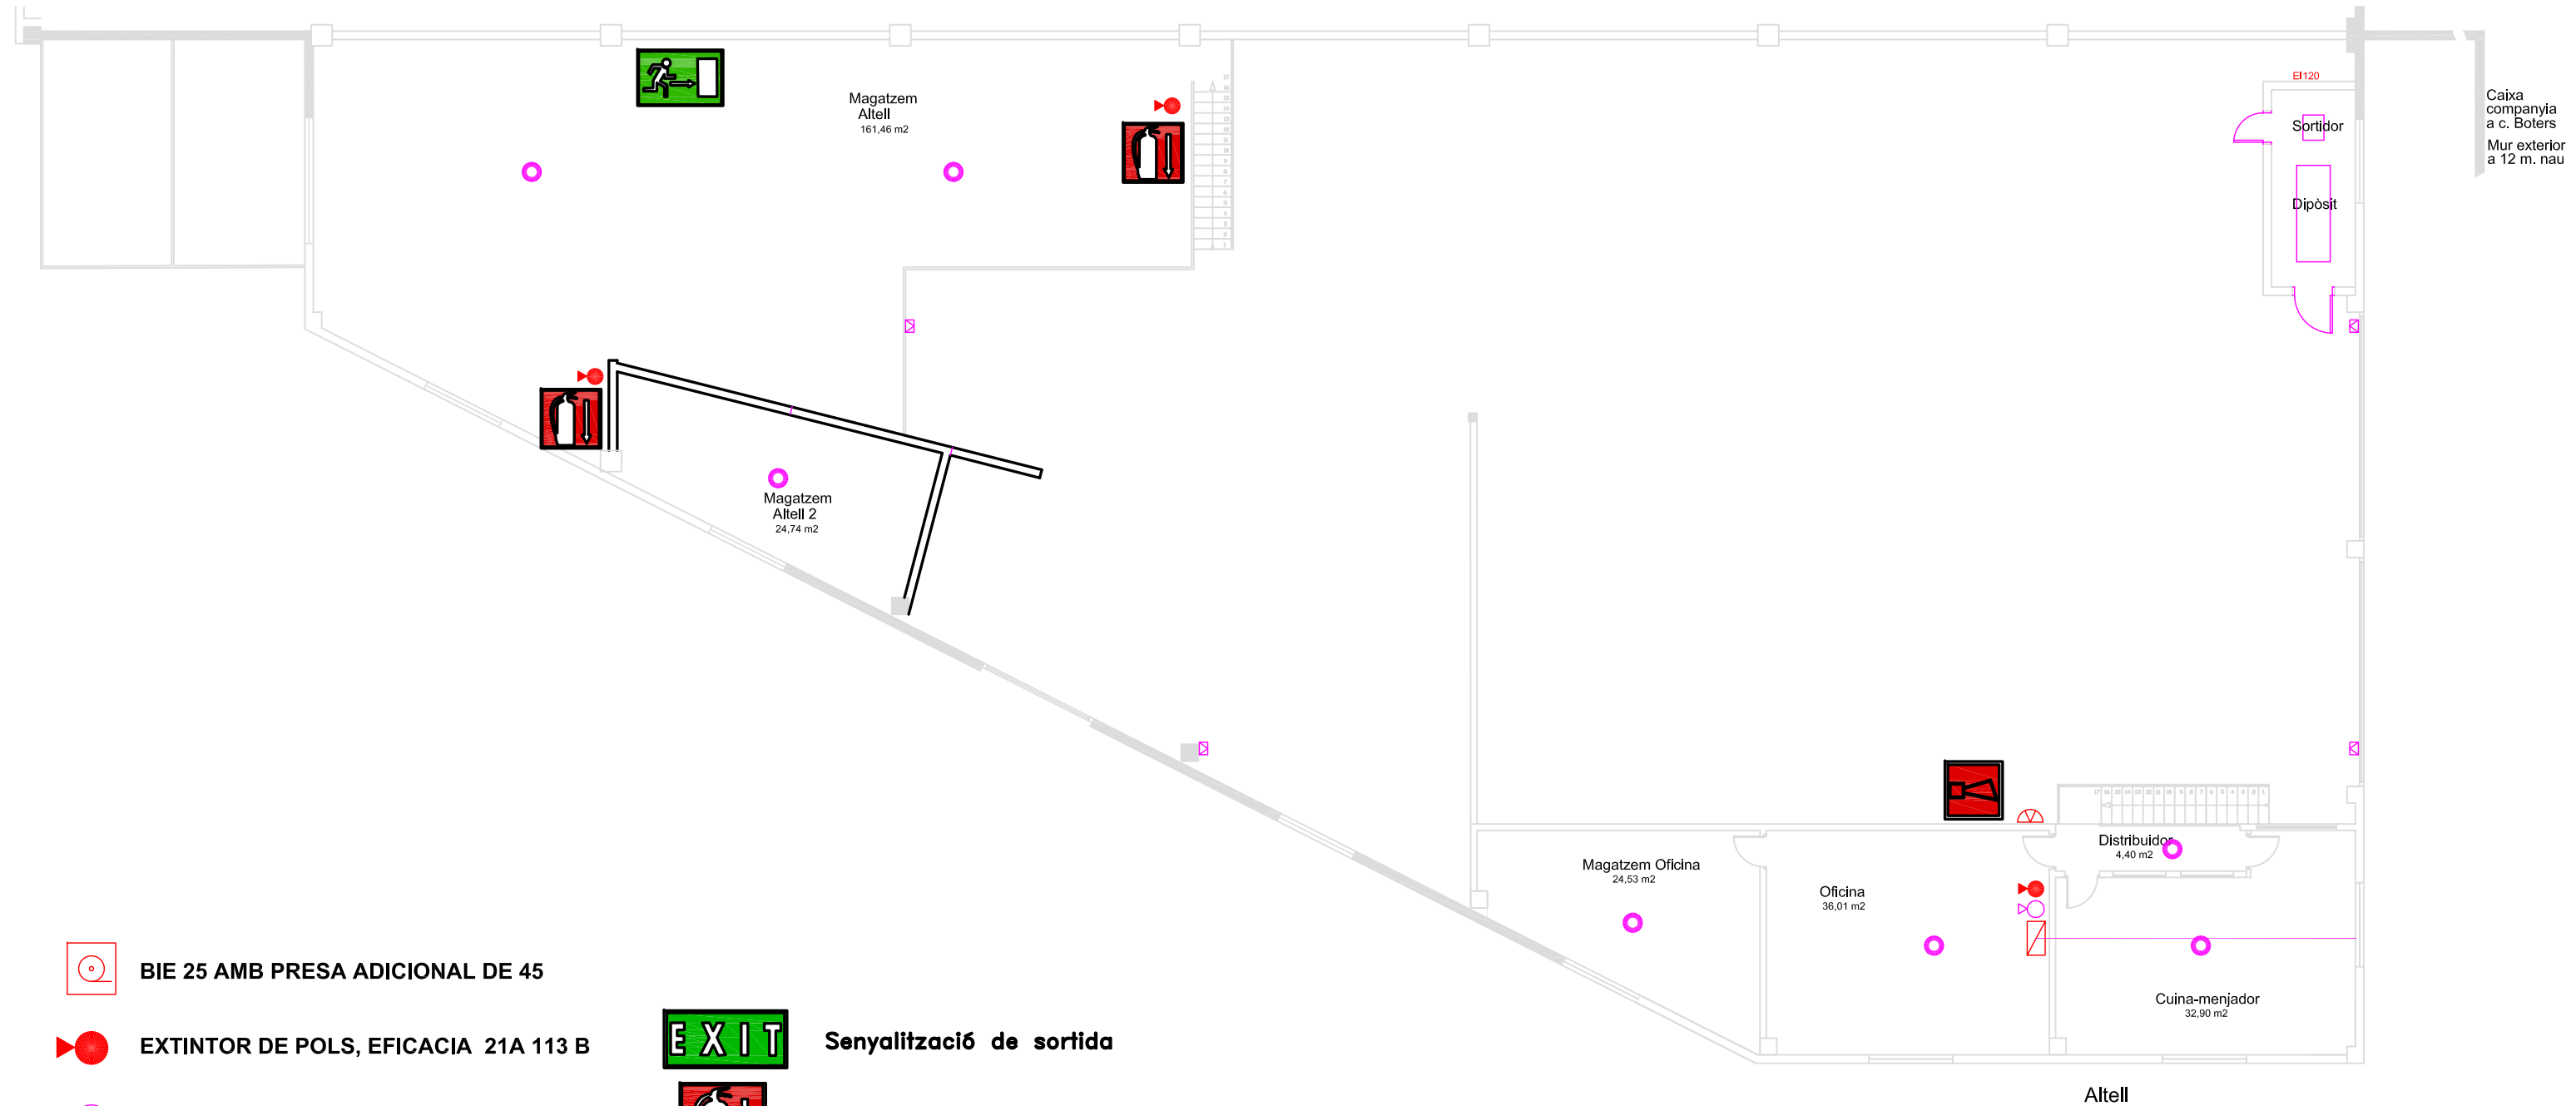 Magatzem
Altell
161,46 m2
EI120
Sortidor
Dipòsit
Caixa
companyia
a c. Boters
Mur exterior
a 12 m. nau
Magatzem
Altell 2
24,74 m2
Magatzem Oficina
24,53 m2
Oficina
36,01 m2
Distribuidor
4,40 m2
Cuina-menjador
32,90 m2
Altell
BIE 25 AMB PRESA ADICIONAL DE 45
EXTINTOR DE POLS, EFICACIA 21A 113 B
EXIT
Senyalització de sortida